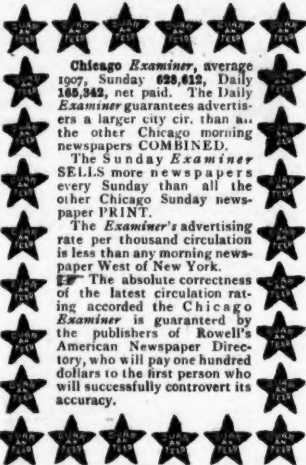 Chicago Examiner, average
1907, Sunday 628,612, Daily
165,342, net paid. The Daily
Examiner guarantees advertis-
ers a larger city cir. than all
the other Chicago morning
newspapers COMBINED.
The Sunday Examiner
SELLS more newspapers
every Sunday than all the
other Chicago Sunday news-
paper PRINT.
The Examiner's advertising
rate per thousand circulation
is less than any morning news-
paper West of New York.
☞ The absolute correctness
of the latest circulation rat-
ing accorded the Chicago
Examiner is guaranteed by
the publishers of Rowell's
American Newspaper Direc-
tory, who will pay one hundred
dollars to the first person who
will successfully controvert its
accuracy.